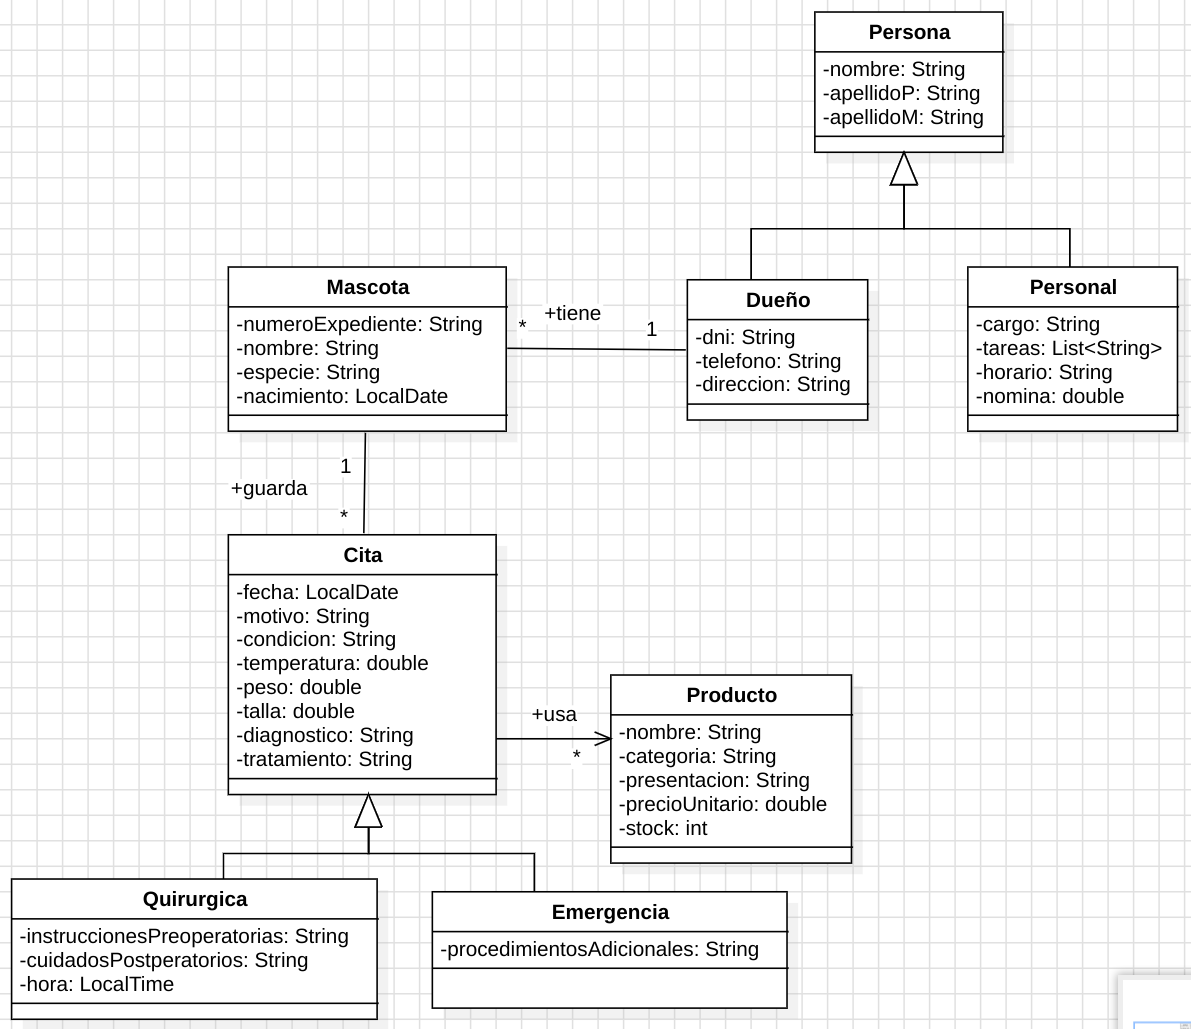 Persona
-nombre: String
-apellidoP: String
-apellidoM: String
Mascota
-numeroExpediente: String
-nombre: String
-especie: String
-nacimiento: LocalDate
+tiene
*
1
Dueño
-dni: String
-telefono: String
-direccion: String
Personal
-cargo: String
-tareas: List<String>
-horario: String
-nomina: double
1
+guarda
*
Cita
-fecha: LocalDate
-motivo: String
-condicion: String
-temperatura: double
-peso: double
-talla: double
-diagnostico: String
-tratamiento: String
+usa
*
Producto
-nombre: String
-categoria: String
-presentacion: String
-precioUnitario: double
-stock: int
Quirurgica
-instruccionesPreoperatorias: String
-cuidadosPostperatorios: String
-hora: LocalTime
Emergencia
-procedimientosAdicionales: String